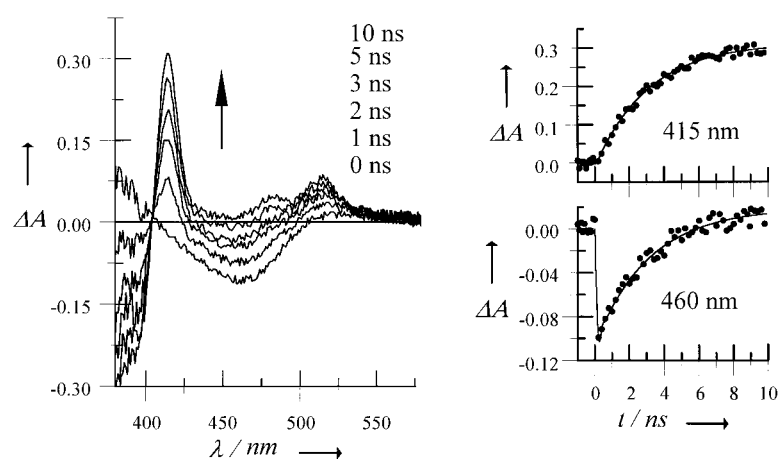 0.30
0.15
0.00
-0.15
-0.30
ΔA
400
450
500
550
λ / nm
10 ns
5 ns
3 ns
2 ns
1 ns
0 ns
0.3
0.2
0.1
0.0
ΔA
415 nm
0.00
-0.04
-0.08
-0.12
ΔA
460 nm
0
2
4
6
8
10
t / ns